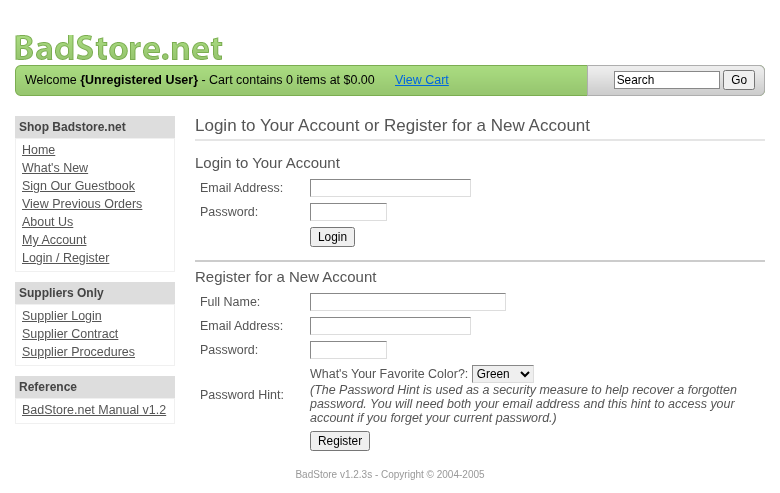 BadStore.net
Welcome {Unregistered User} - Cart contains 0 items at $0.00 View Cart Search Go
Shop Badstore.net
Home
What's New
Sign Our Guestbook
View Previous Orders
About Us
My Account
Login / Register
Suppliers Only
Supplier Login
Supplier Contract
Supplier Procedures
Reference
BadStore.net Manual v1.2
Login to Your Account or Register for a New Account
Login to Your Account
Email Address:
Password:
Login
Register for a New Account
Full Name:
Email Address:
Password:
Password Hint:
What's Your Favorite Color?: Green
(The Password Hint is used as a security measure to help recover a forgotten
password. You will need both your email address and this hint to access your
account if you forget your current password.)
Register
BadStore v1.2.3s - Copyright © 2004-2005